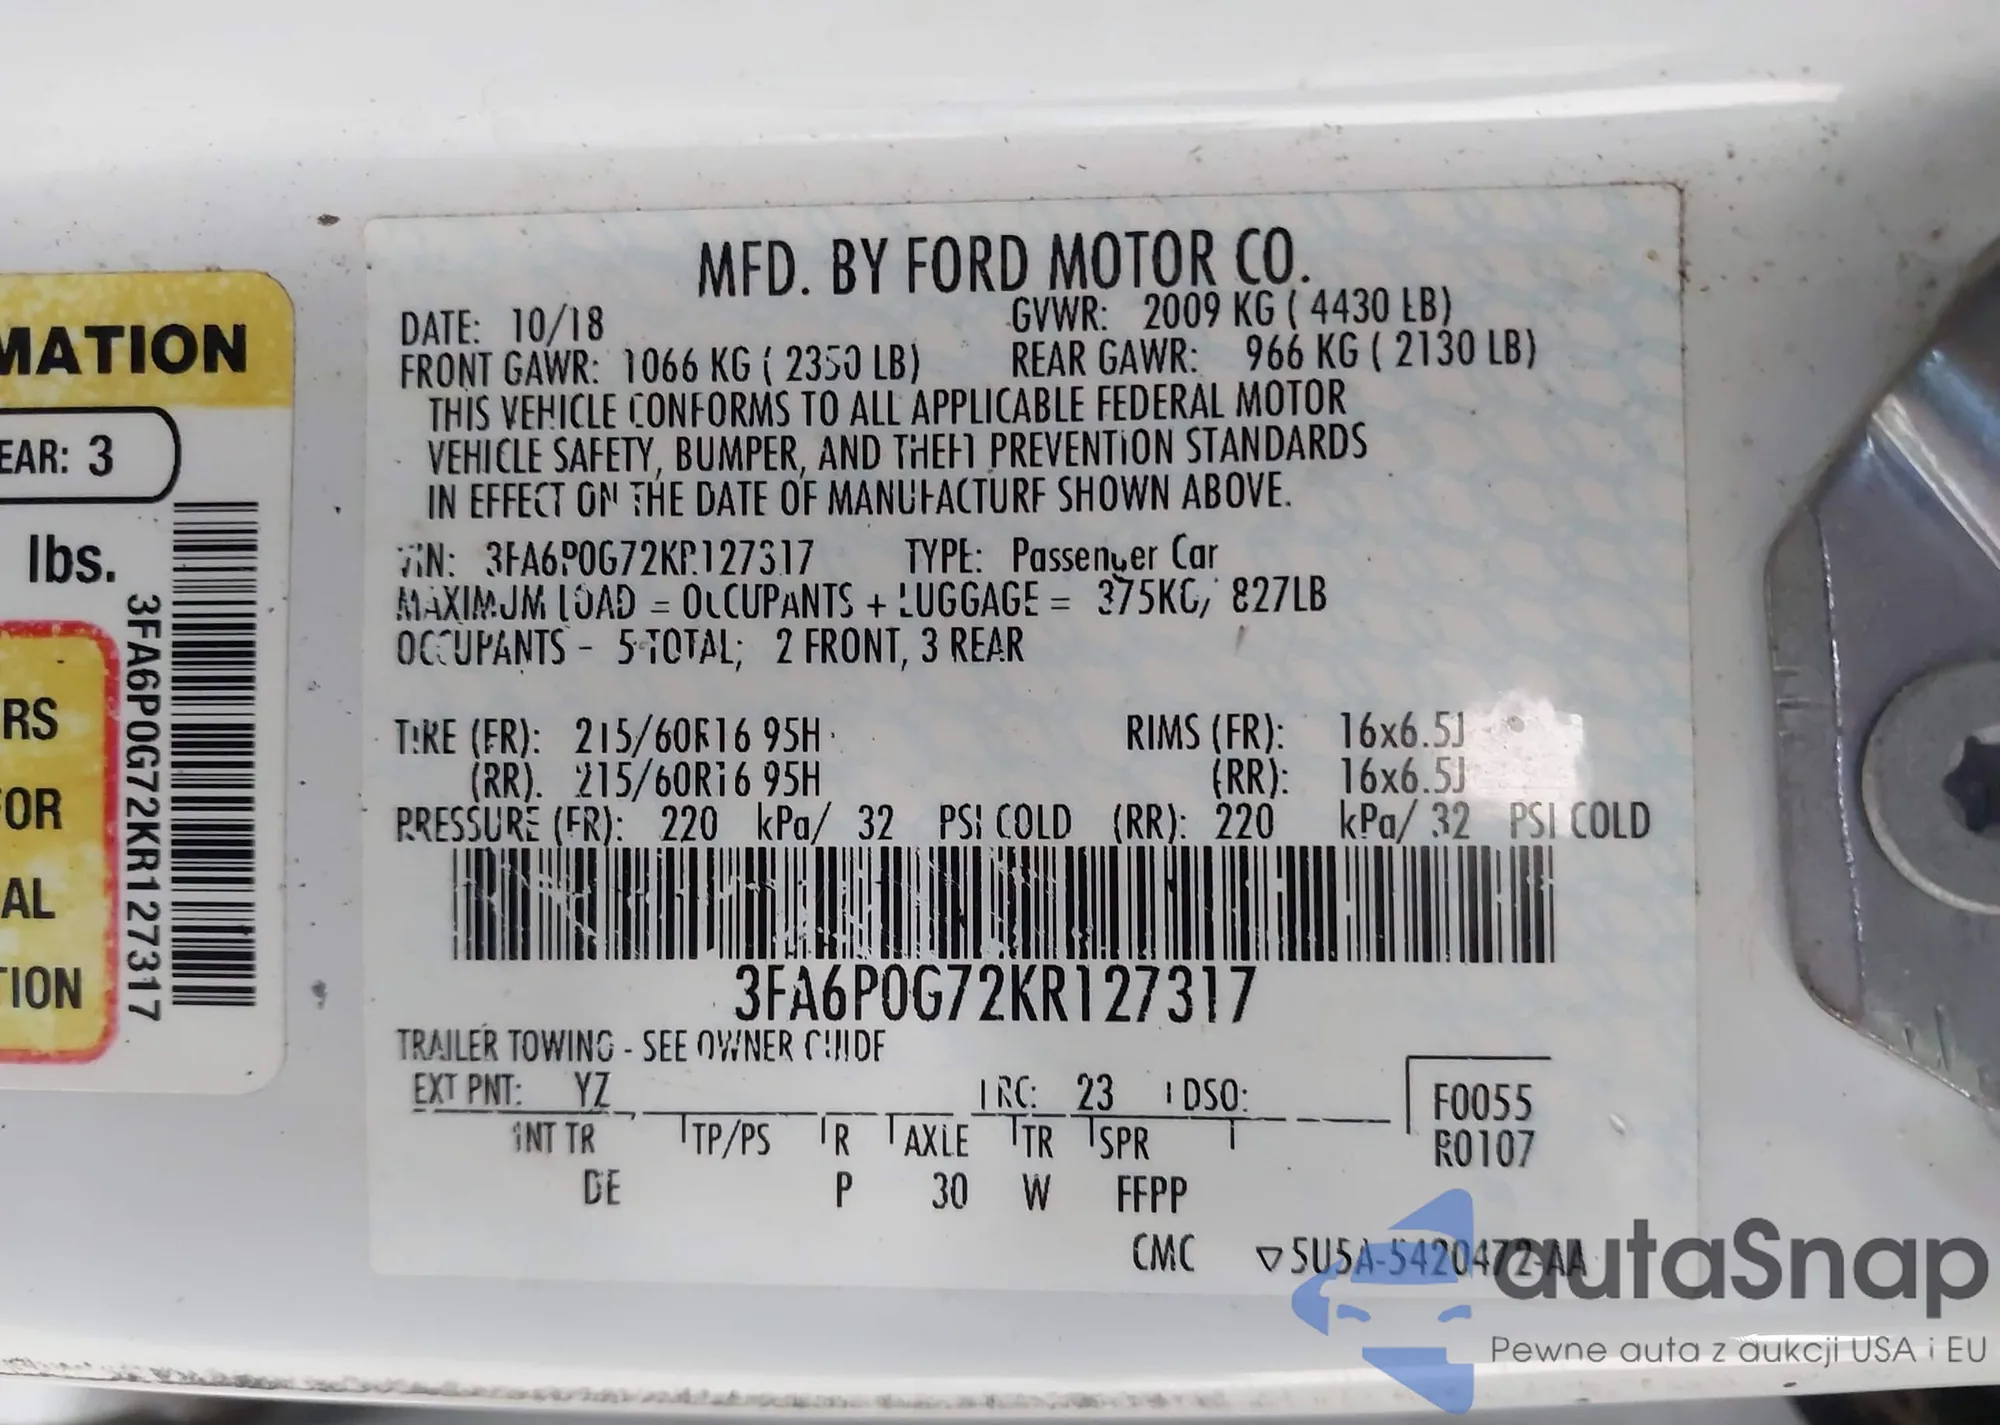 MATION
EAR: 3
lbs.
RS
FOR
AL
TION
3FA6P0G72KR127317
MFD. BY FORD MOTOR CO.
DATE: 10/18 GVWR: 2009 KG ( 4430 LB)
FRONT GAWR: 1066 KG ( 2350 LB) REAR GAWR: 966 KG ( 2130 LB)
THIS VEHICLE CONFORMS TO ALL APPLICABLE FEDERAL MOTOR
VEHICLE SAFETY, BUMPER, AND THEFT PREVENTION STANDARDS
IN EFFECT ON THE DATE OF MANUFACTURE SHOWN ABOVE.
VIN: 3FA6P0G72KR127317 TYPE: Passenger Car
MAXIMUM LOAD = OCCUPANTS + LUGGAGE = 375KG/ 827LB
OCCUPANTS - 5 TOTAL; 2 FRONT, 3 REAR
TIRE (FR): 215/60R16 95H RIMS (FR): 16x6.5J
(RR): 215/60R16 95H (RR): 16x6.5J
PRESSURE (FR): 220 kPa/ 32 PSI COLD (RR): 220 kPa/ 32 PSI COLD
3FA6P0G72KR127317
TRAILER TOWING - SEE OWNER GUIDE
EXT PNT: YZ RC: 23 DSO: F0055
INT TR TP/PS R AXLE TR SPR R0107
DE P 30 W FFPP
CMC ▽5U5A-5420472-AA
autaSnap
Pewne auta z aukcji USA i EU